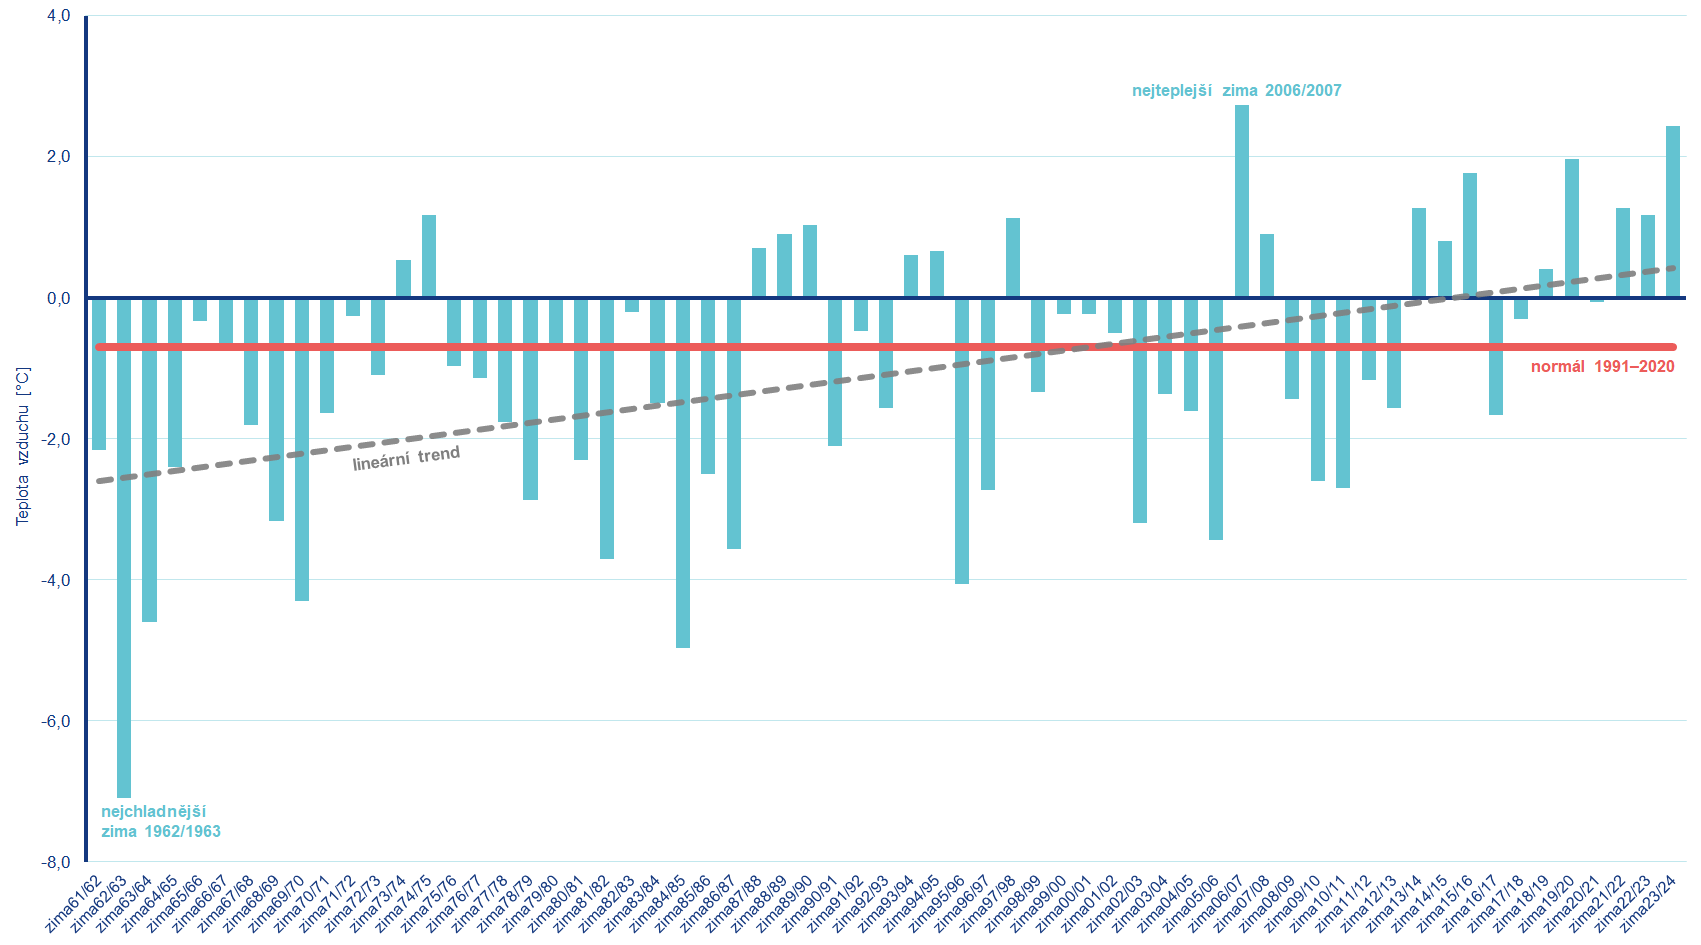 4,0
nejteplejší zima 2006/2007
2,0
0,0
normál 1991–2020
-2,0
lineární trend
Teplota vzduchu [°C]
-4,0
-6,0
nejchladnější
zima 1962/1963
-8,0
zima61/62
zima62/63
zima63/64
zima64/65
zima65/66
zima66/67
zima67/68
zima68/69
zima69/70
zima70/71
zima71/72
zima72/73
zima73/74
zima74/75
zima75/76
zima76/77
zima77/78
zima78/79
zima79/80
zima80/81
zima81/82
zima82/83
zima83/84
zima84/85
zima85/86
zima86/87
zima87/88
zima88/89
zima89/90
zima90/91
zima91/92
zima92/93
zima93/94
zima94/95
zima95/96
zima96/97
zima97/98
zima98/99
zima99/00
zima00/01
zima01/02
zima02/03
zima03/04
zima04/05
zima05/06
zima06/07
zima07/08
zima08/09
zima09/10
zima10/11
zima11/12
zima12/13
zima13/14
zima14/15
zima15/16
zima16/17
zima17/18
zima18/19
zima19/20
zima20/21
zima21/22
zima22/23
zima23/24